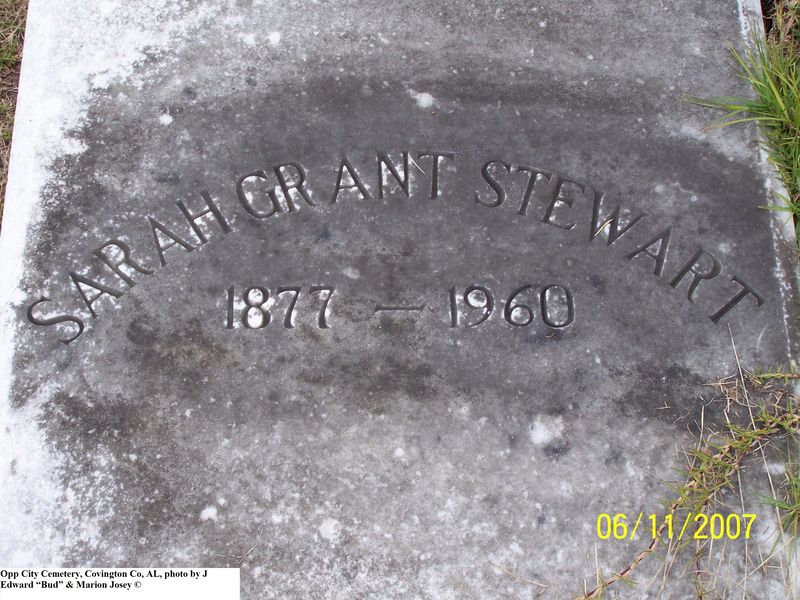 SARAH GRANT STEWART
1877 — 1960
06/11/2007
Opp City Cemetery, Covington Co, AL, photo by J
Edward “Bud” & Marion Josey ©